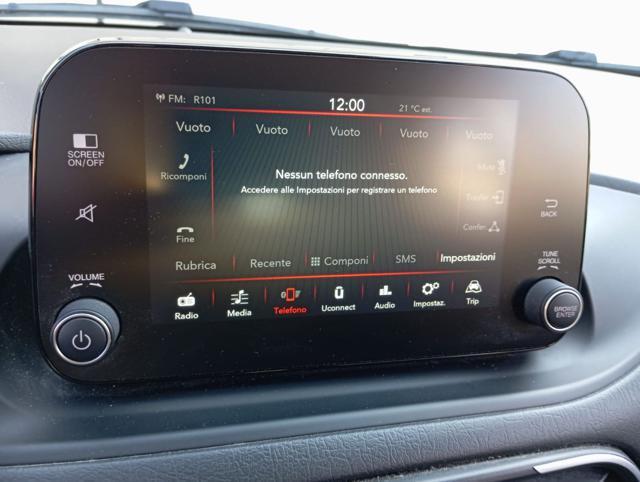 FM: R101
12:00
21 °C est.
Vuoto Vuoto Vuoto Vuoto Vuoto
SCREEN
ON/OFF
Ricomponi
Nessun telefono connesso.
Accedere alle Impostazioni per registrare un telefono
Mute
Trasfer
Confer.
Fine
BACK
Rubrica Recente Componi SMS Impostazioni
VOLUME
TUNE
SCROLL
Radio Media Telefono Uconnect Audio Impostaz. Trip
BROWSE
ENTER